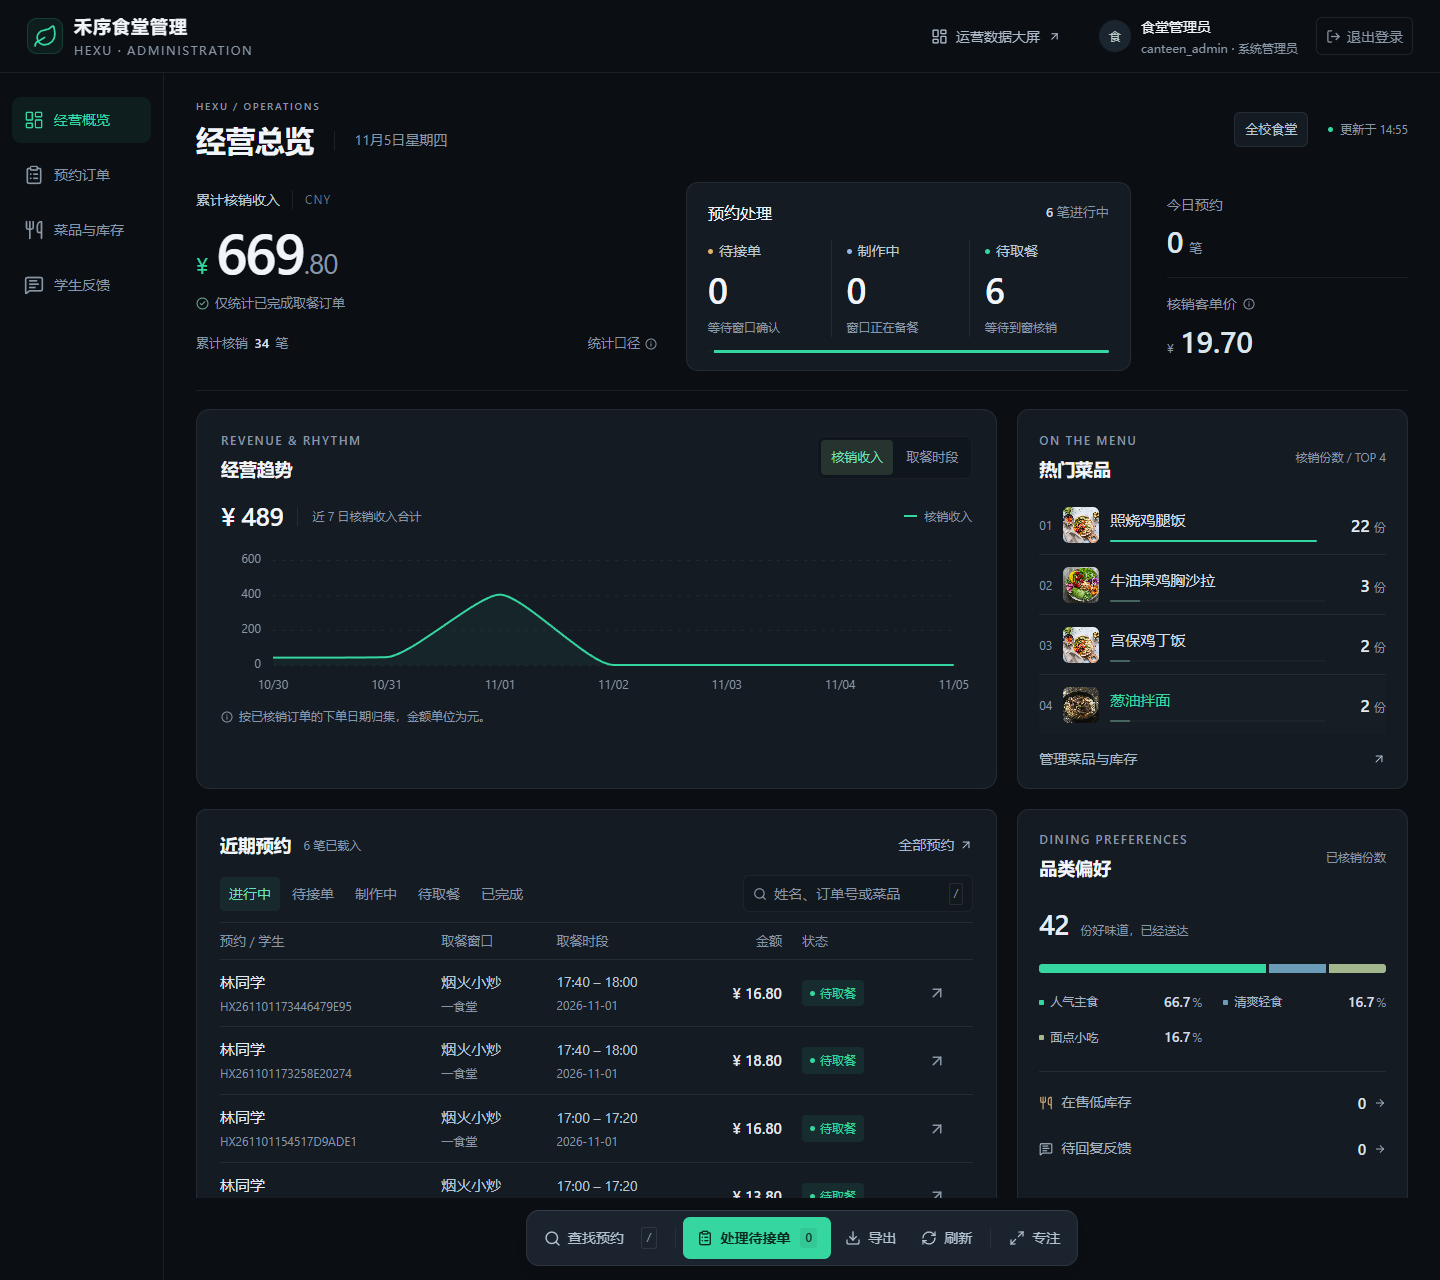 禾序食堂管理
HEXU · ADMINISTRATION
运营数据大屏
食
食堂管理员
canteen_admin · 系统管理员
退出登录
经营概览
预约订单
菜品与库存
学生反馈
HEXU / OPERATIONS
经营总览
11月5日星期四
全校食堂
更新于 14:55
累计核销收入
CNY
¥ 669.80
仅统计已完成取餐订单
累计核销 34 笔
统计口径
预约处理
6 笔进行中
待接单
0
等待窗口确认
制作中
0
窗口正在备餐
待取餐
6
等待到窗核销
今日预约
0 笔
核销客单价
¥ 19.70
REVENUE & RHYTHM
经营趋势
核销收入
取餐时段
¥ 489
近 7 日核销收入合计
核销收入
600
400
200
0
10/30
10/31
11/01
11/02
11/03
11/04
11/05
按已核销订单的下单日期归集，金额单位为元。
ON THE MENU
热门菜品
核销份数 / TOP 4
01
照烧鸡腿饭
22 份
02
牛油果鸡胸沙拉
3 份
03
宫保鸡丁饭
2 份
04
葱油拌面
2 份
管理菜品与库存
近期预约
6 笔已载入
全部预约
进行中
待接单
制作中
待取餐
已完成
姓名、订单号或菜品
/
预约 / 学生
取餐窗口
取餐时段
金额
状态
林同学
烟火小炒
17:40 – 18:00
¥ 16.80
待取餐
HX261101173446479E95
一食堂
2026-11-01
林同学
烟火小炒
17:40 – 18:00
¥ 18.80
待取餐
HX261101173258E20274
一食堂
2026-11-01
林同学
烟火小炒
17:00 – 17:20
¥ 16.80
待取餐
HX261101154517D9ADE1
一食堂
2026-11-01
林同学
烟火小炒
17:00 – 17:20
¥ 13.80
待取餐
DINING PREFERENCES
品类偏好
已核销份数
42
份好味道，已经送达
人气主食
66.7%
清爽轻食
16.7%
面点小吃
16.7%
在售低库存
0
待回复反馈
0
查找预约
/
处理待接单
0
导出
刷新
专注